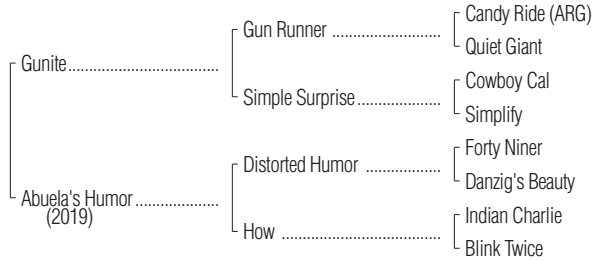 Gunite
Abuela's Humor
(2019)
Gun Runner
Simple Surprise
Distorted Humor
How
Candy Ride (ARG)
Quiet Giant
Cowboy Cal
Simplify
Forty Niner
Danzig's Beauty
Indian Charlie
Blink Twice